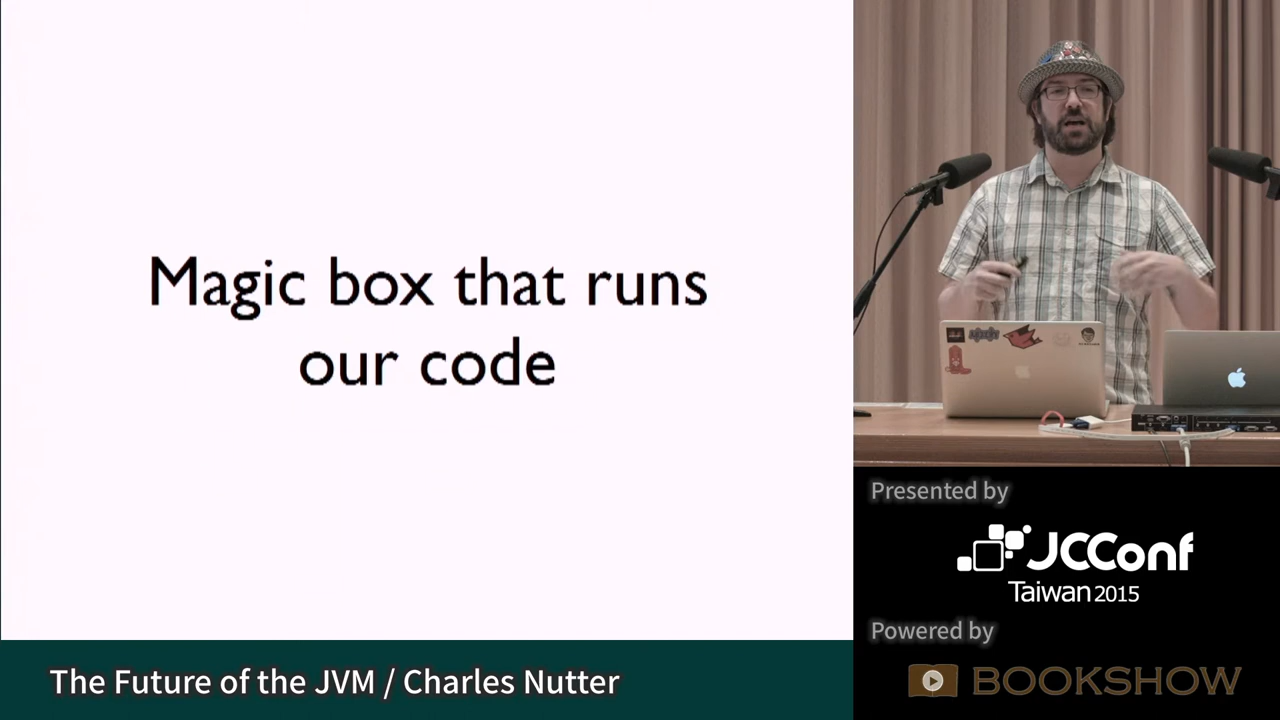 Magic box that runs
our code
Presented by
JCConf
Taiwan 2015
Powered by
BOOKSHOW
The Future of the JVM / Charles Nutter